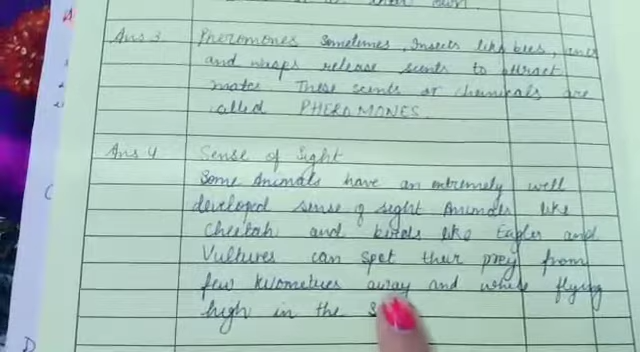 their own.
Ans 3 Pheromones Sometimes, Insects like bees, ants
and wasps release scents to attract
mates These scents or chemicals are
called PHEROMONES.
Ans 4 Sense of Sight
Some Animals have an extremely well
developed sense of sight Animals like
Cheetah and birds like Eagles and
Vultures can spot their prey from
few kilometres away and while flying
high in the